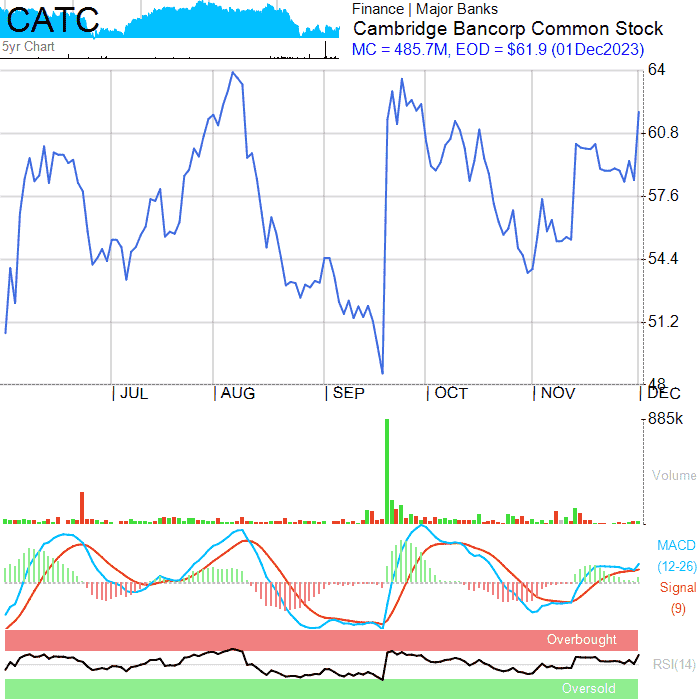 CATC
5yr Chart
Finance | Major Banks
Cambridge Bancorp Common Stock
MC = 485.7M, EOD = $61.9 (01Dec2023)
64
60.8
57.6
54.4
51.2
48
JUL AUG SEP OCT NOV DEC
885k
Volume
MACD
(12-26)
Signal
(9)
Overbought
RSI(14)
Oversold